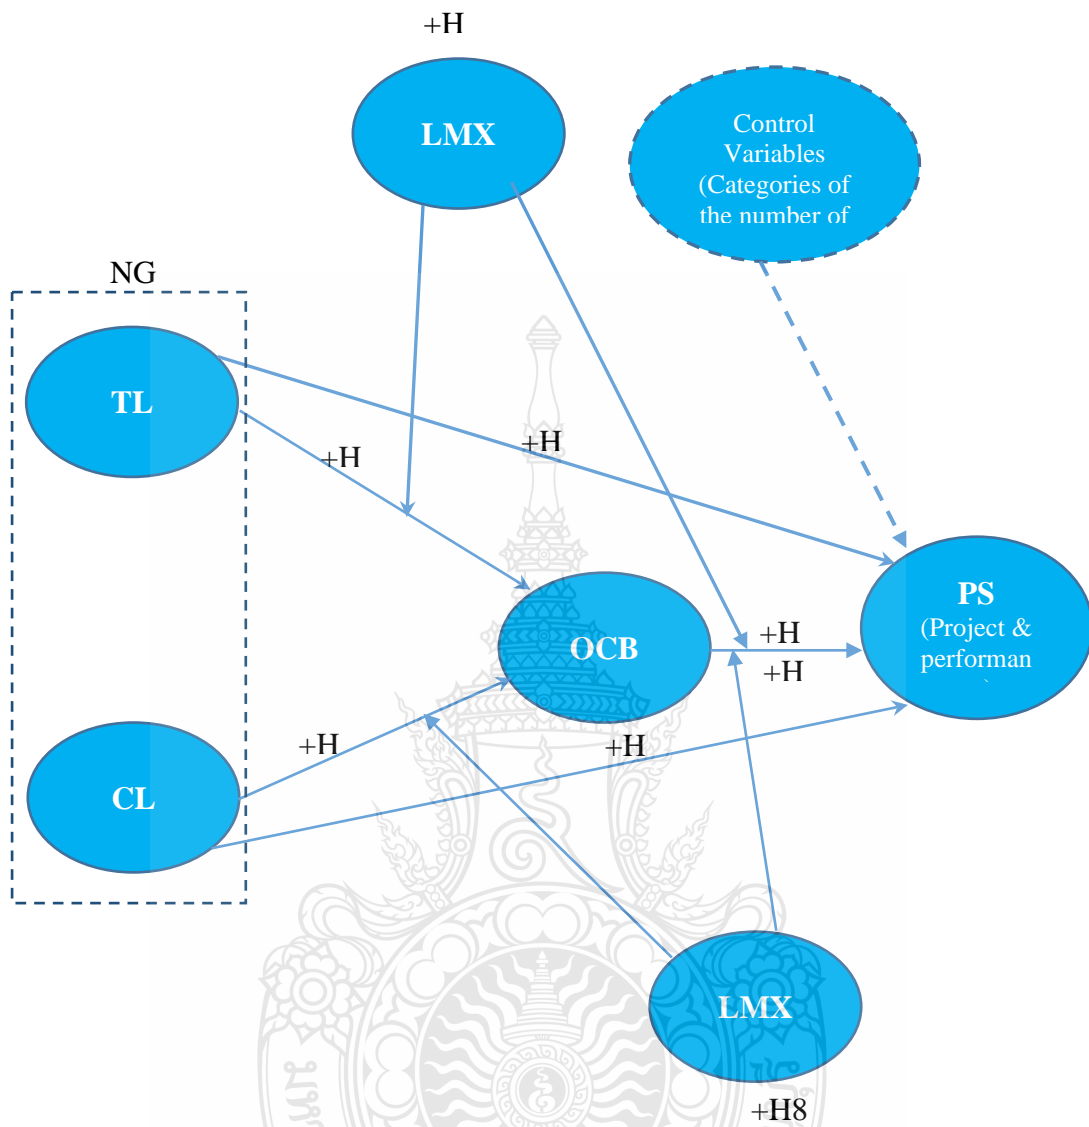 +H
LMX
Control
Variables
(Categories of
the number of
NG
TL
+H
+H
PS
(Project &
performan
+H
OCB
+H
+H
+H
CL
LMX
+H8